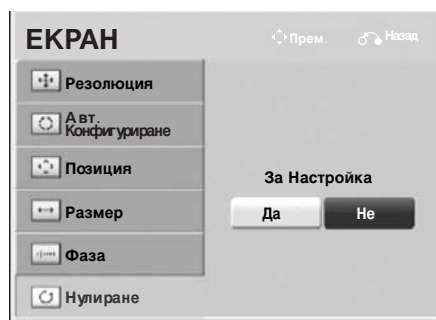 ЕКРАН
Прем.
Назад
Резолюция
Авт.
Конфигуриране
Позиция
Размер
Фаза
Нулиране
За Настройка
Да
Не